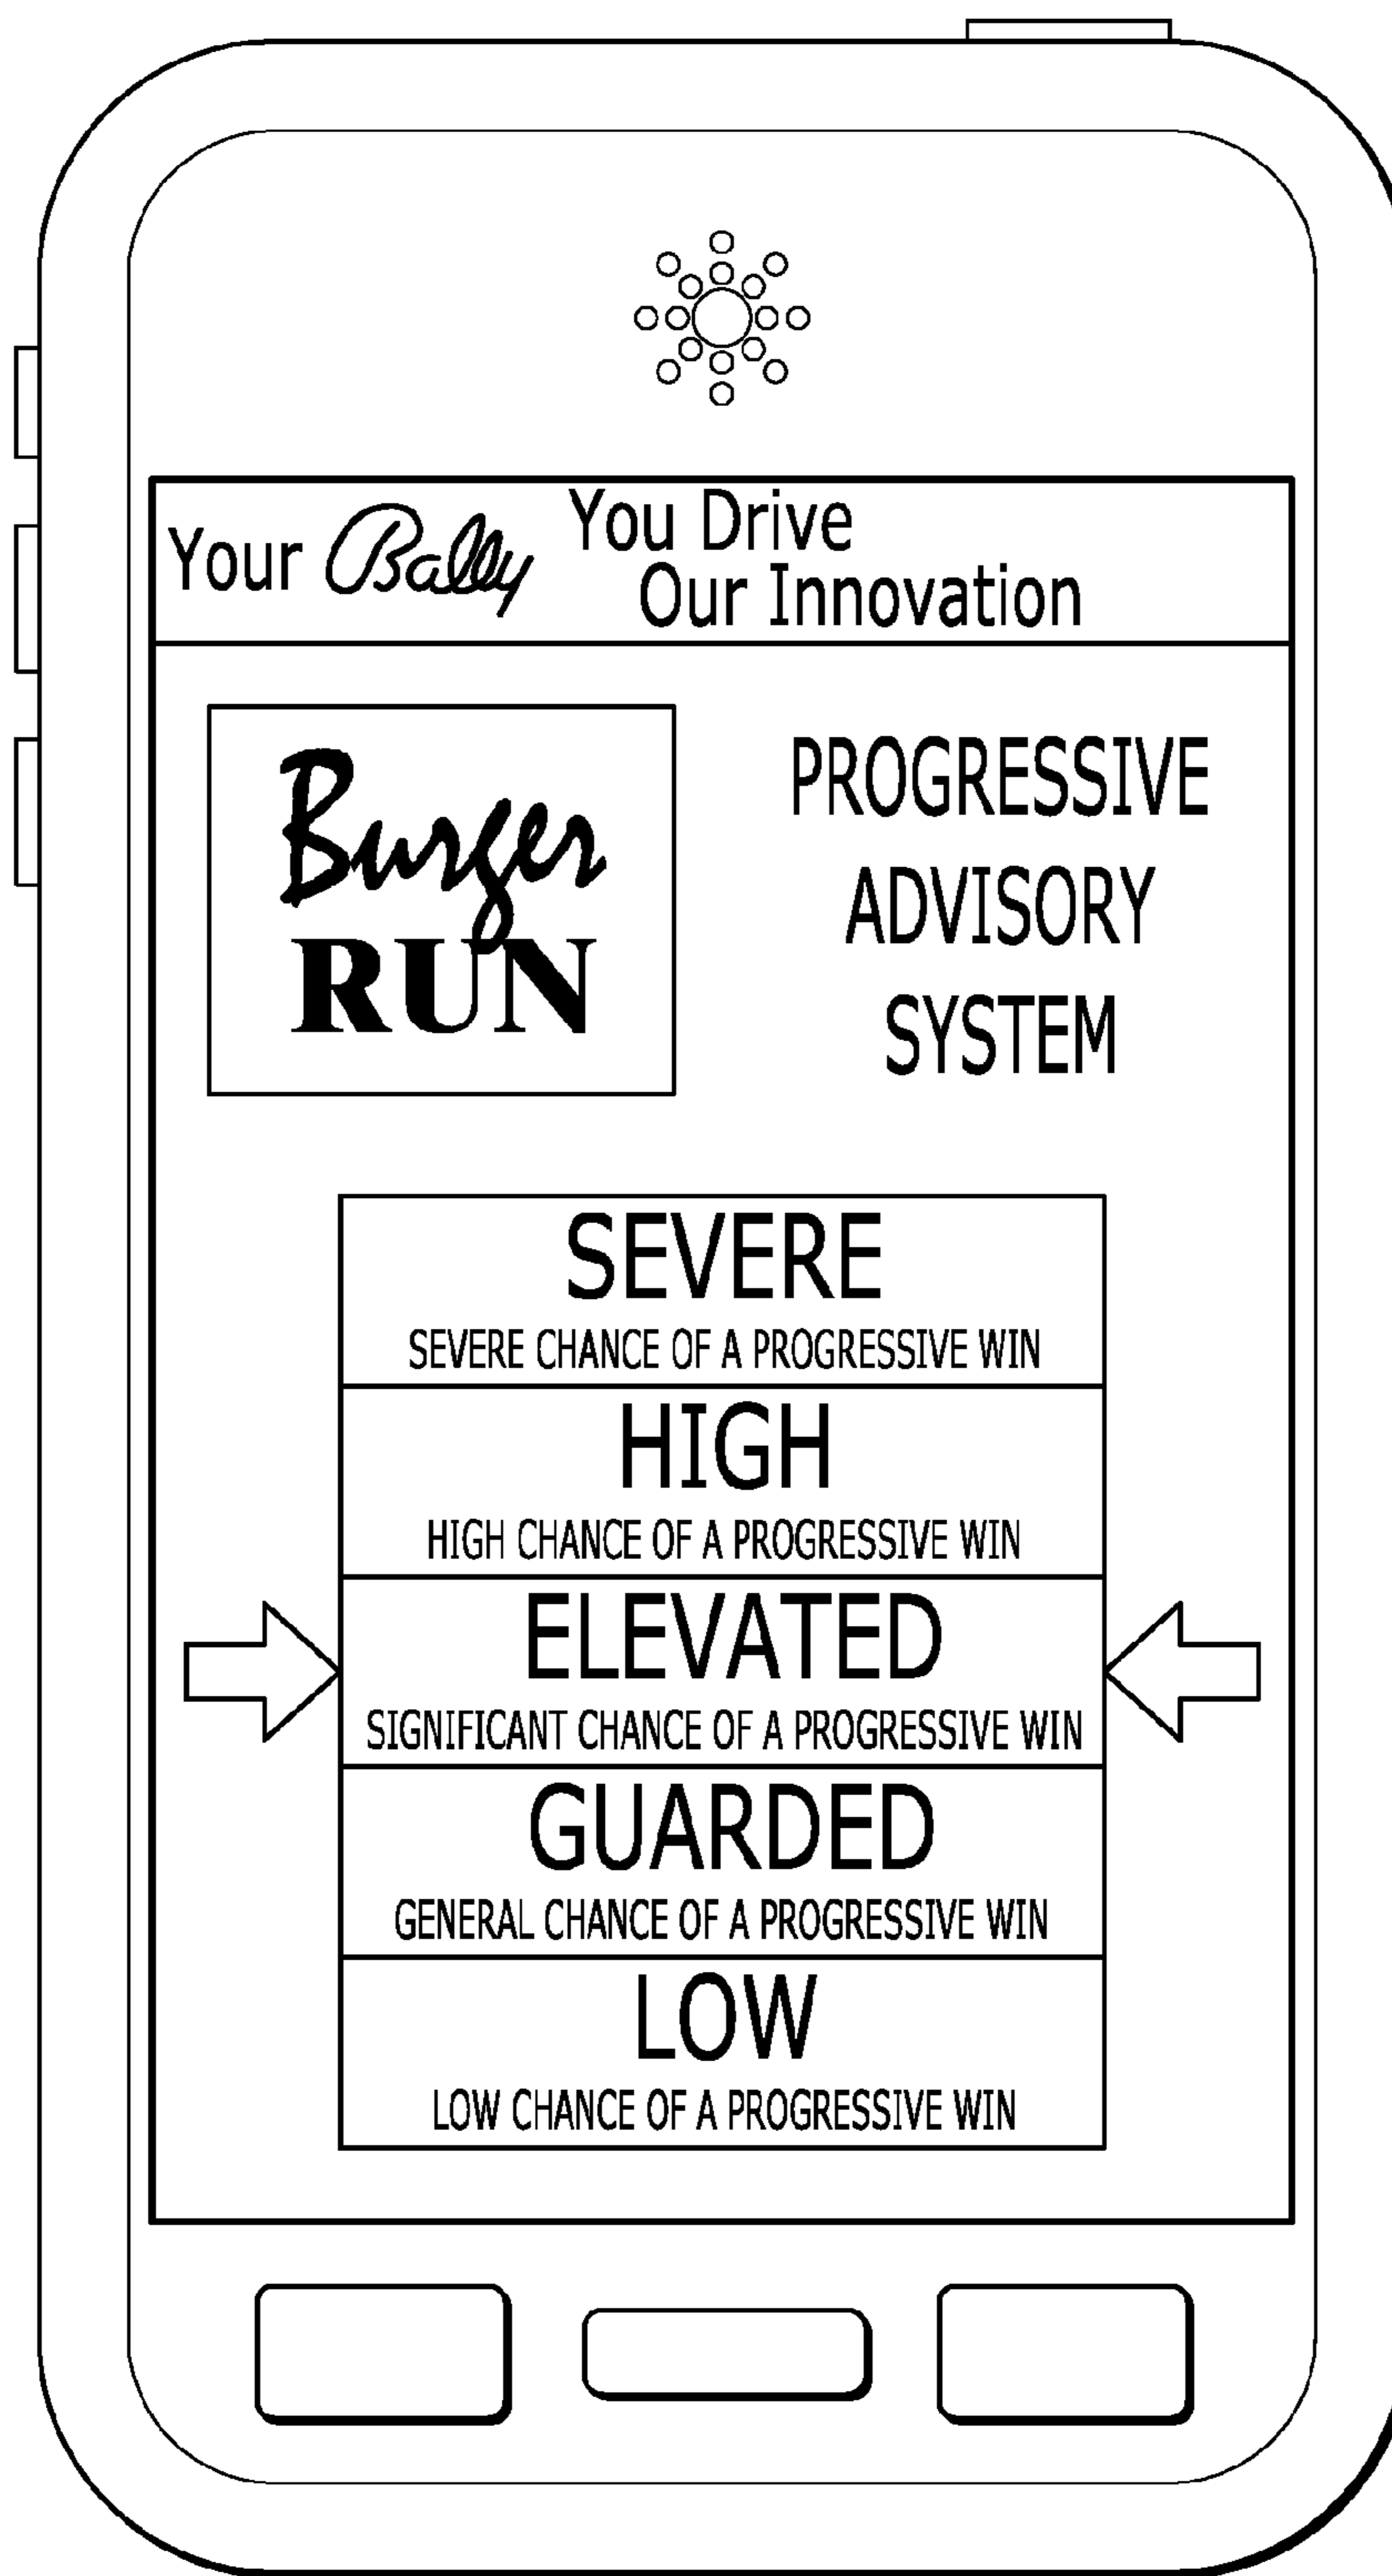 Your Bally
You Drive
Our Innovation
Burger
RUN
PROGRESSIVE
ADVISORY
SYSTEM
SEVERE
SEVERE CHANCE OF A PROGRESSIVE WIN
HIGH
HIGH CHANCE OF A PROGRESSIVE WIN
ELEVATED
SIGNIFICANT CHANCE OF A PROGRESSIVE WIN
GUARDED
GENERAL CHANCE OF A PROGRESSIVE WIN
LOW
LOW CHANCE OF A PROGRESSIVE WIN